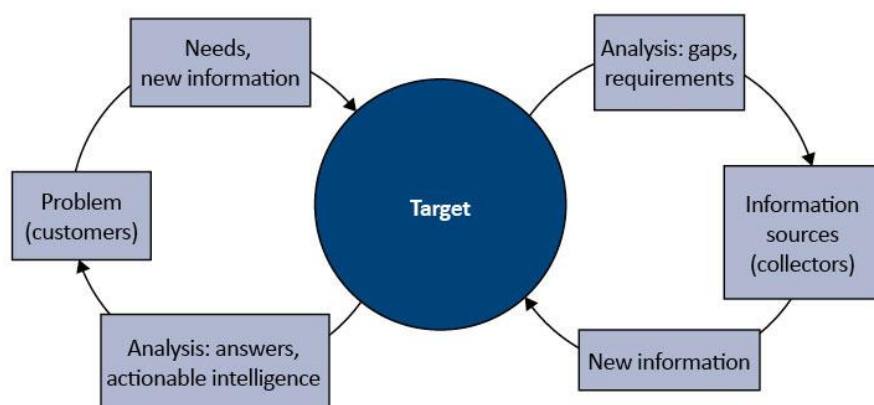 Needs,
new information
Analysis: gaps,
requirements
Problem
(customers)
Target
Information
sources
(collectors)
Analysis: answers,
actionable intelligence
New information